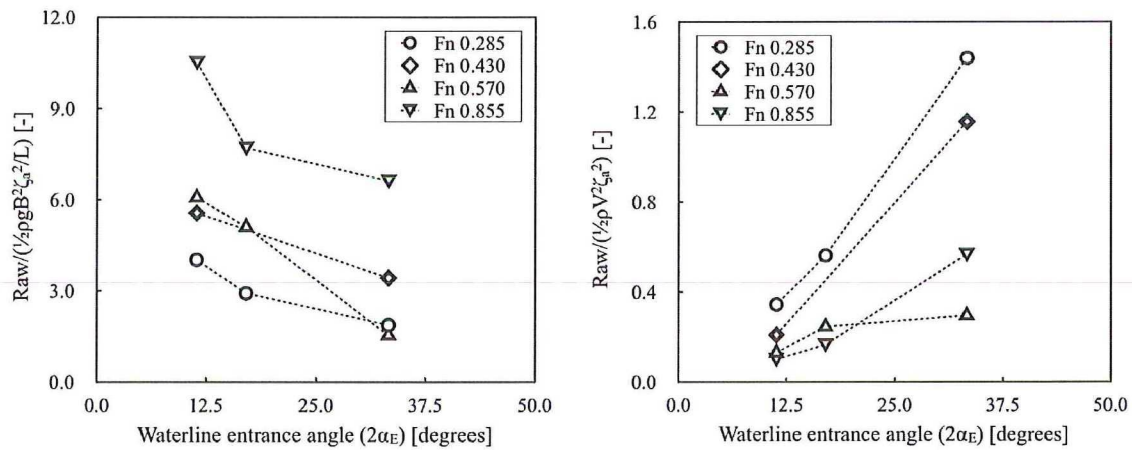 12.0
9.0
6.0
3.0
0.0
Raw/(½ρgB²ζₐ²/L) [-]
Fn 0.285
Fn 0.430
Fn 0.570
Fn 0.855
0.0
12.5
25.0
37.5
50.0
Waterline entrance angle (2αE) [degrees]
1.6
1.2
0.8
0.4
0.0
Raw/(½ρV²ζₐ²) [-]
Fn 0.285
Fn 0.430
Fn 0.570
Fn 0.855
0.0
12.5
25.0
37.5
50.0
Waterline entrance angle (2αE) [degrees]